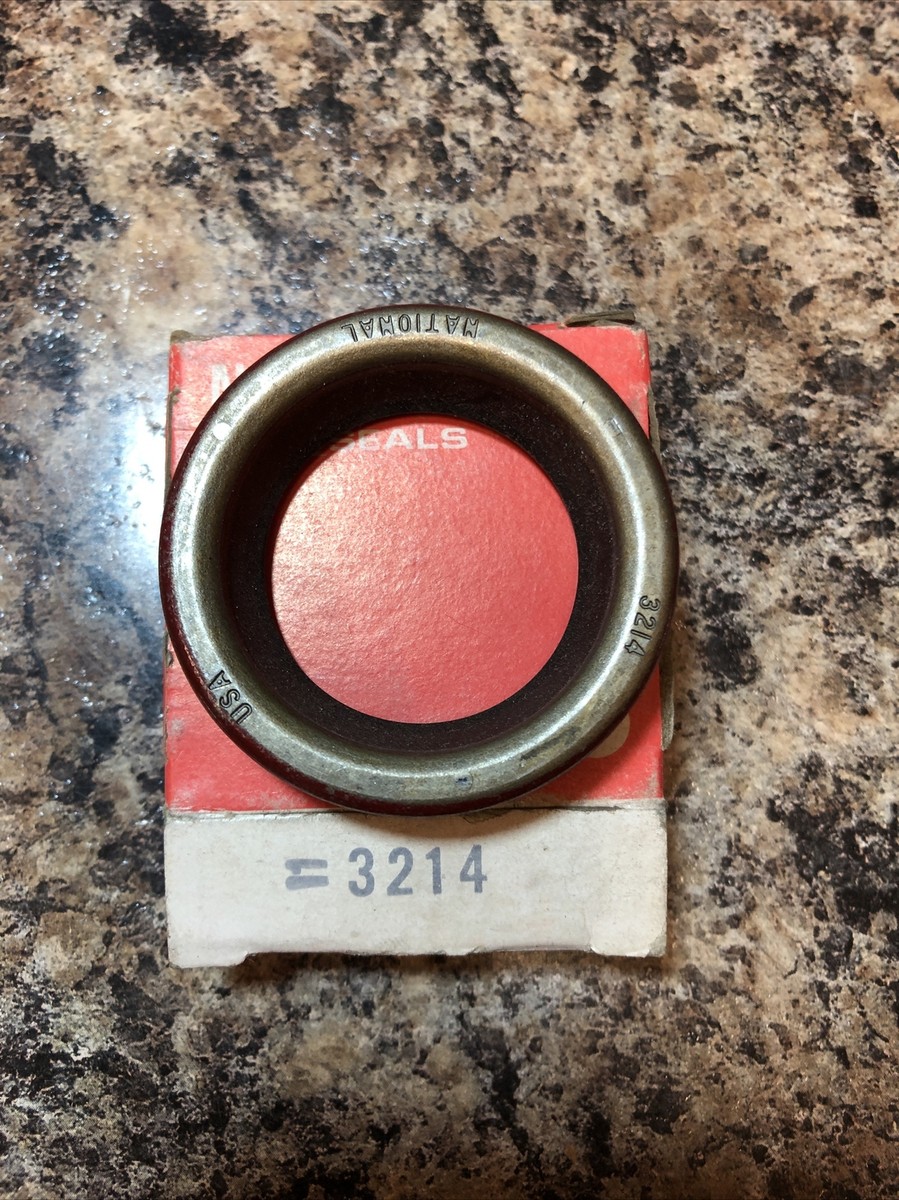 NATIONAL
SEALS
3214
USA
= 3214